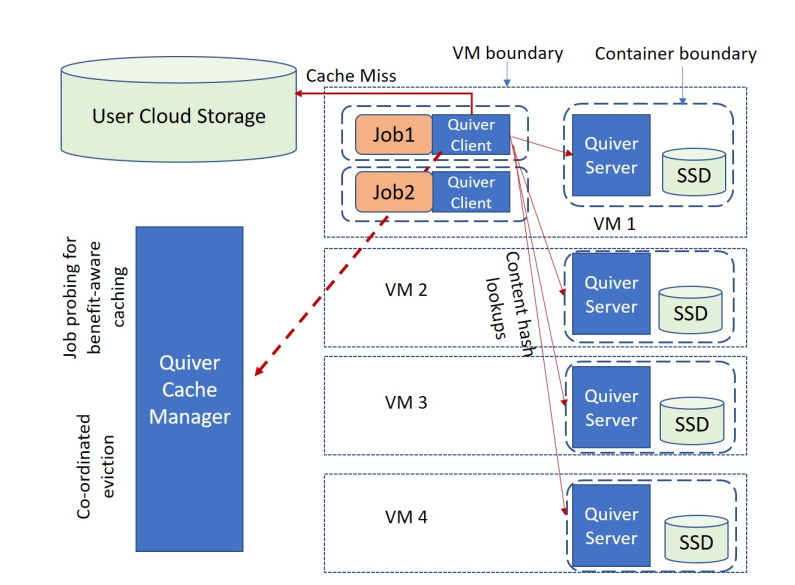 VM boundary
Container boundary
Cache Miss
User Cloud Storage
Job1
Quiver
Client
Quiver
Server
SSD
Job2
Quiver
Client
VM 1
Job probing for
benefit-aware
caching
Co-ordinated
eviction
Quiver
Cache
Manager
Content hash
lookups
VM 2
Quiver
Server
SSD
VM 3
Quiver
Server
SSD
VM 4
Quiver
Server
SSD